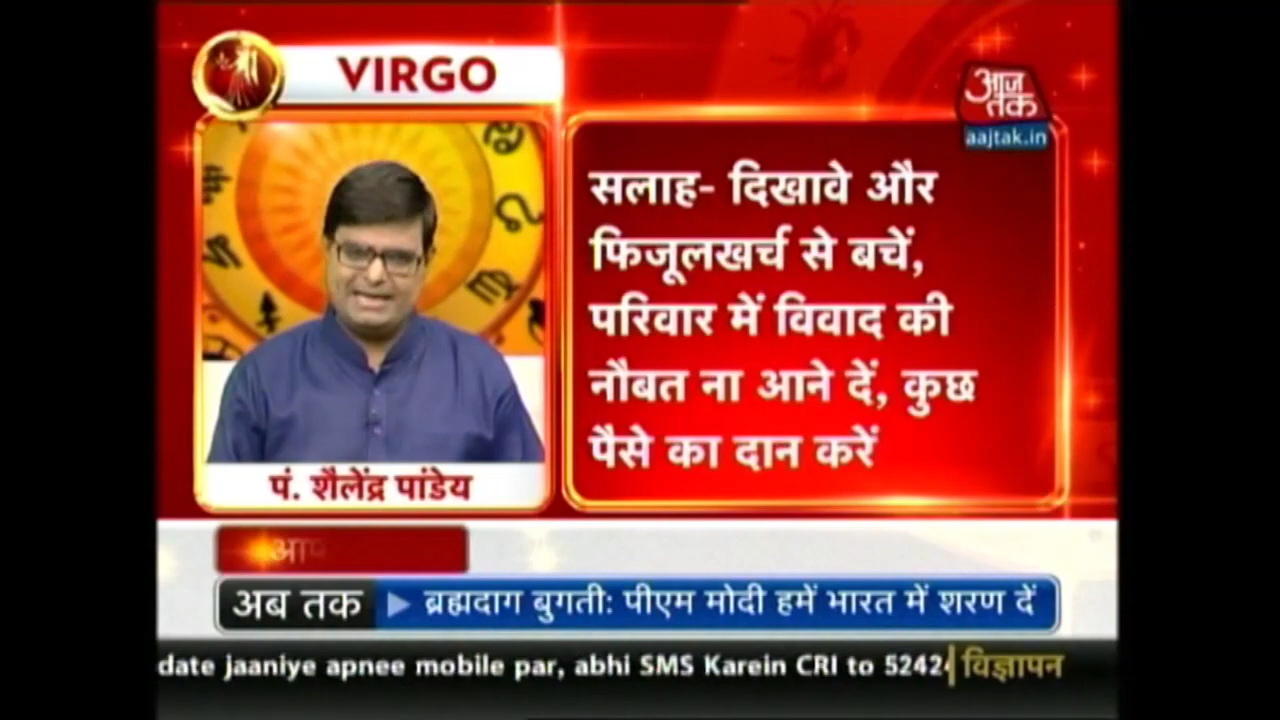 VIRGO
आज तक
aajtak.in
सलाह- दिखावे और
फिजूलखर्च से बचें,
परिवार में विवाद की
नौबत ना आने दें, कुछ
पैसे का दान करें
पं. शैलेंद्र पांडेय
अब तक ब्रह्मदाग बुगती: पीएम मोदी हमें भारत में शरण दें
date jaaniye apnee mobile par, abhi SMS Karein CRI to 5242 विज्ञापन